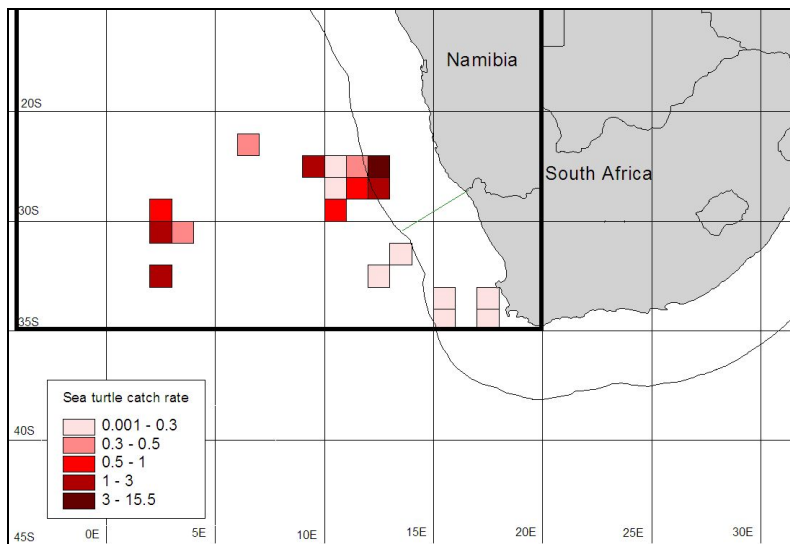 Namibia
20S
South Africa
30S
35S
Sea turtle catch rate
0.001 - 0.3
0.3 - 0.5
0.5 - 1
1 - 3
3 - 15.5
40S
45S
0E
5E
10E
15E
20E
25E
30E